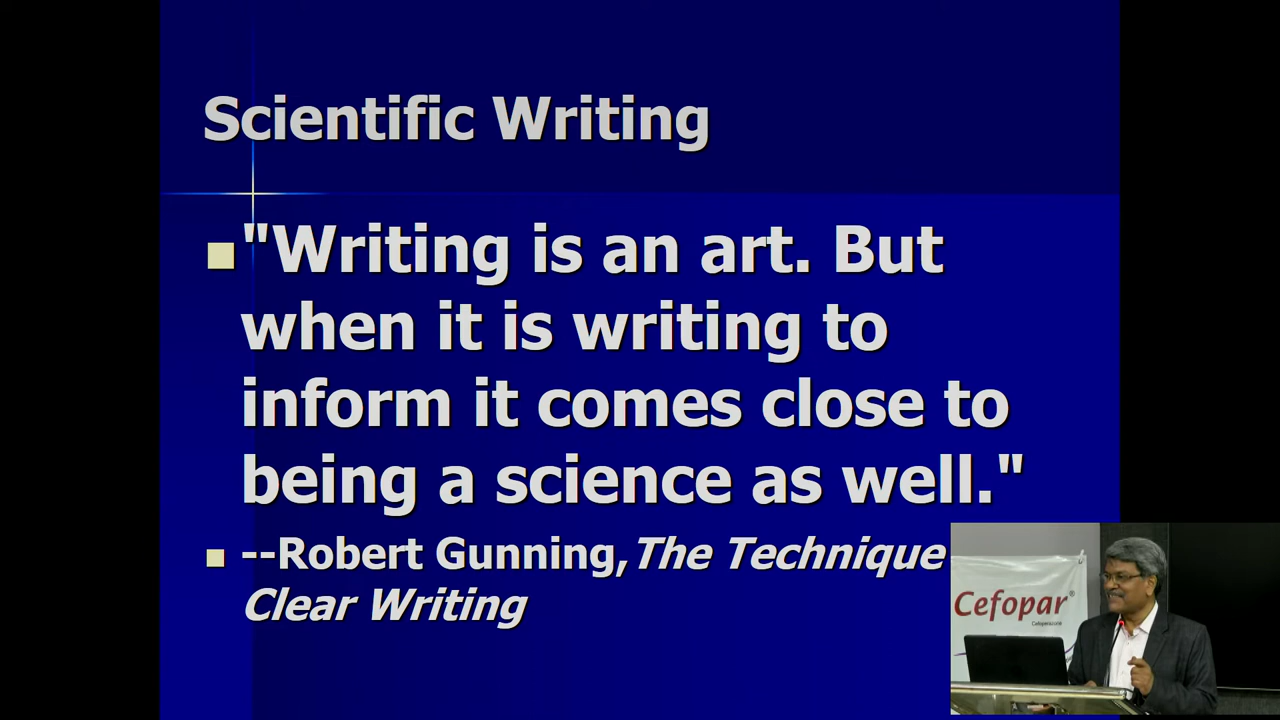 Scientific Writing
"Writing is an art. But
when it is writing to
inform it comes close to
being a science as well."
--Robert Gunning, The Technique
Clear Writing
Cefopar®
Cefoperazone